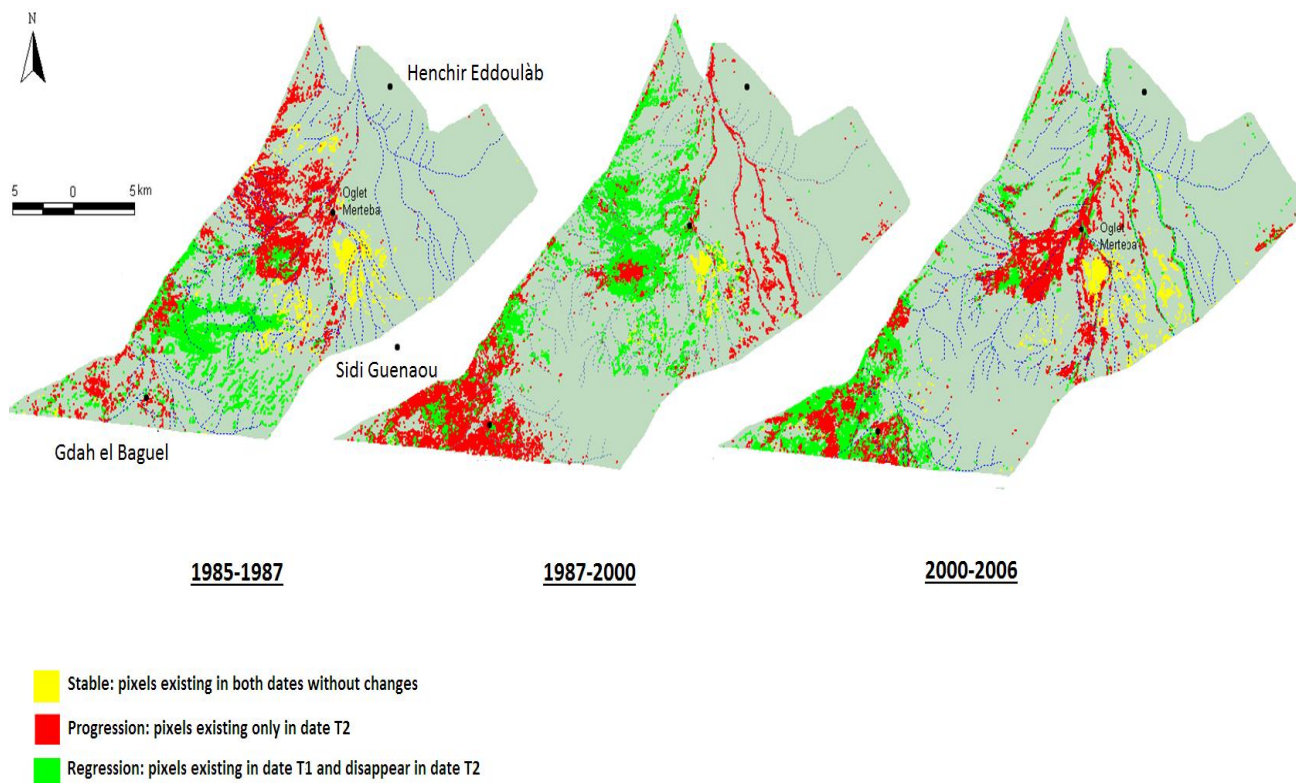 N
Henchir Eddoulàb
5 0 5 km
Oglet
Merteba
Oglet
Merteba
Sidi Guenaou
Gdah el Baguel
1985-1987
1987-2000
2000-2006
Stable: pixels existing in both dates without changes
Progression: pixels existing only in date T2
Regression: pixels existing in date T1 and disappear in date T2